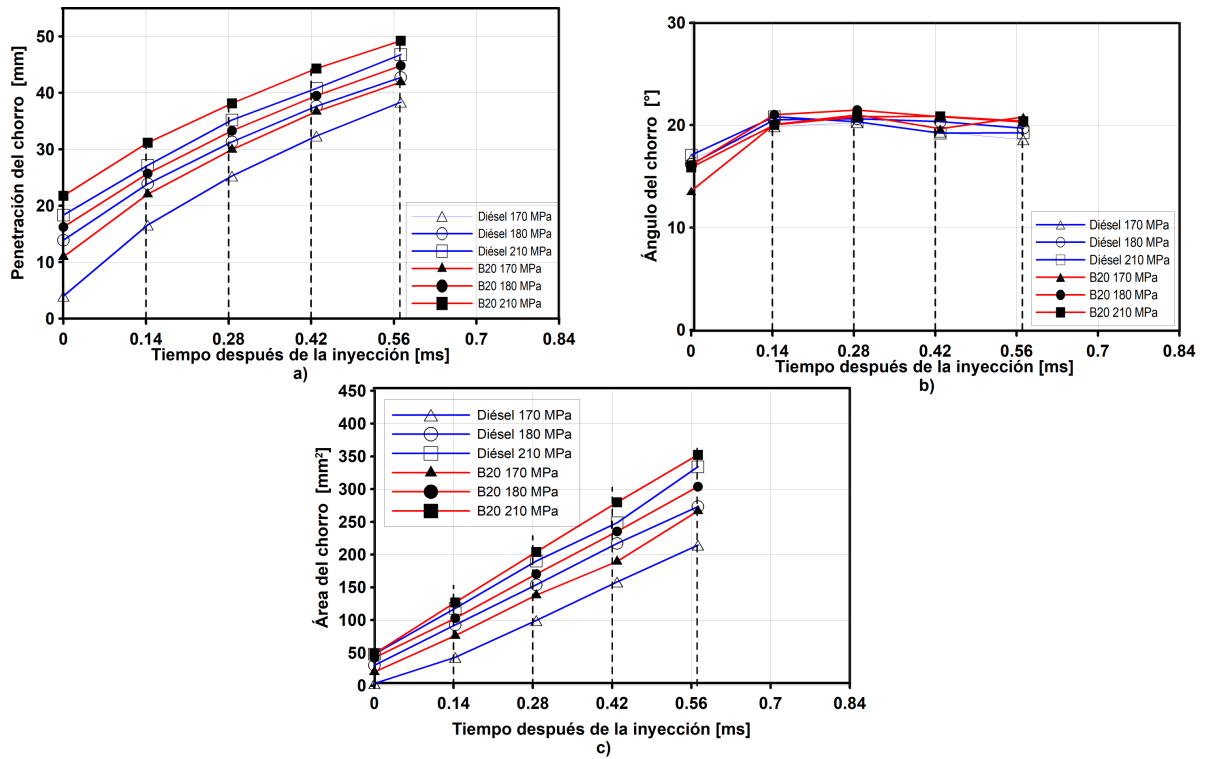 Penetración del chorro [mm]
50
40
30
20
10
0
Diésel 170 MPa
Diésel 180 MPa
Diésel 210 MPa
B20 170 MPa
B20 180 MPa
B20 210 MPa
0 0.14 0.28 0.42 0.56 0.7 0.84
Tiempo después de la inyección [ms]
a)
Ángulo del chorro [°]
30
20
10
0
Diésel 170 MPa
Diésel 180 MPa
Diésel 210 MPa
B20 170 MPa
B20 180 MPa
B20 210 MPa
0 0.14 0.28 0.42 0.56 0.7 0.84
Tiempo después de la inyección [ms]
b)
Área del chorro [mm²]
450
400
350
300
250
200
150
100
50
0
Diésel 170 MPa
Diésel 180 MPa
Diésel 210 MPa
B20 170 MPa
B20 180 MPa
B20 210 MPa
0 0.14 0.28 0.42 0.56 0.7 0.84
Tiempo después de la inyección [ms]
c)